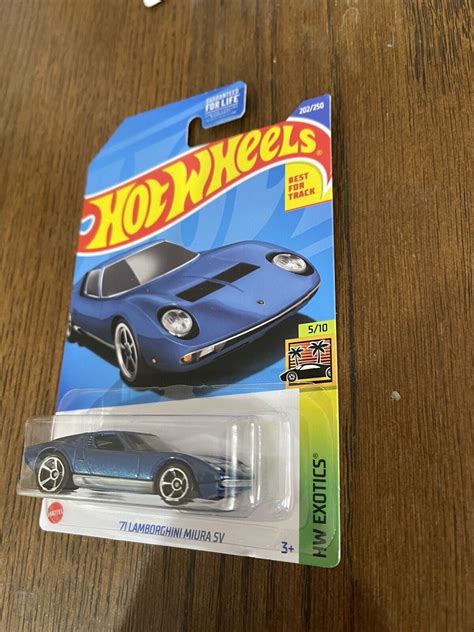 GUARANTEED
FOR LIFE
202/250
HOT WHEELS®
BEST
FOR
TRACK
5/10
HW EXOTICS
MATTEL
'71 LAMBORGHINI MIURA SV
3+